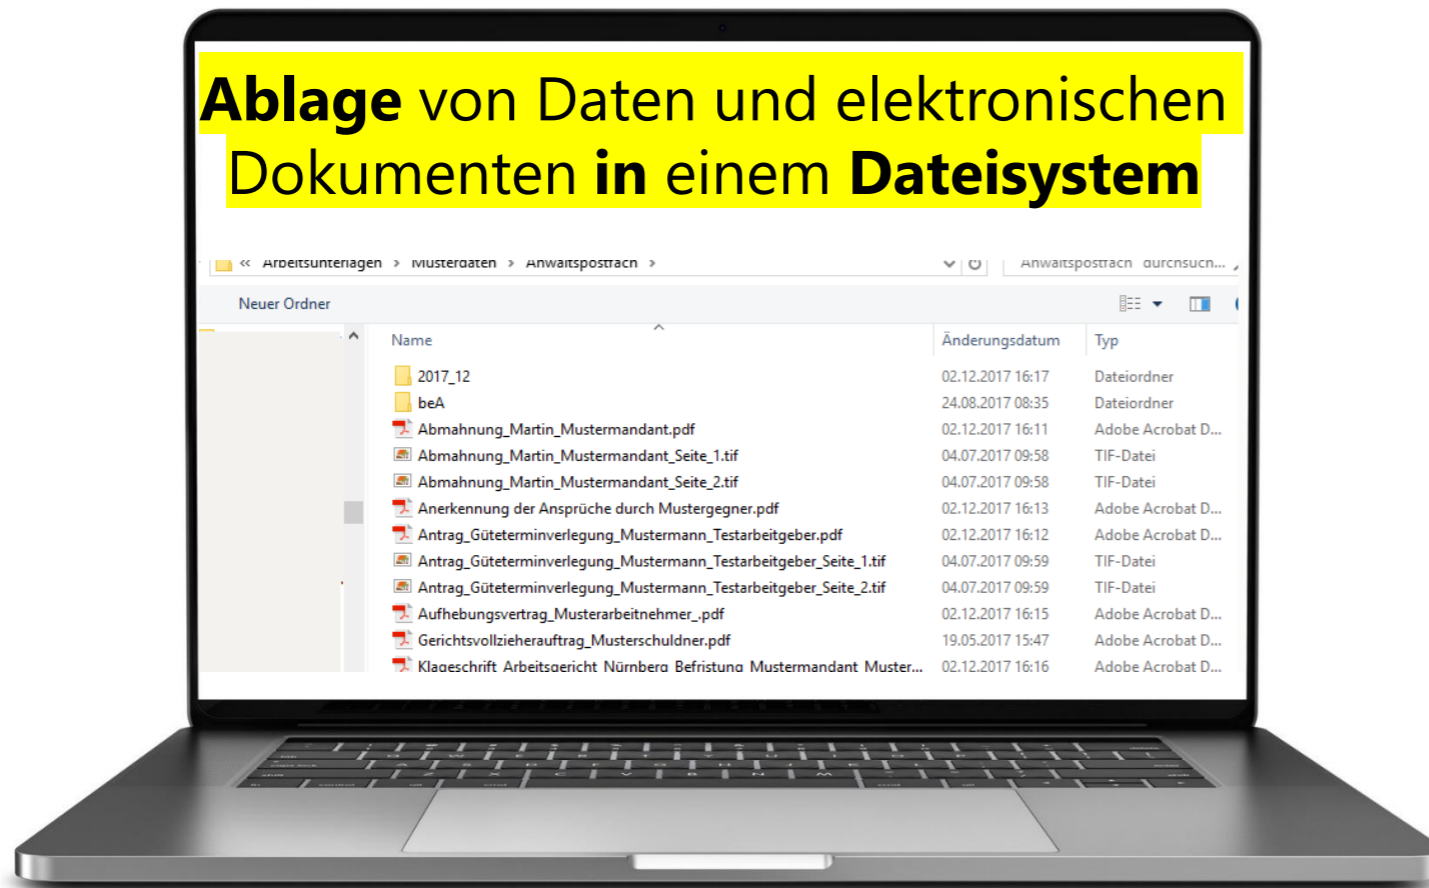 Ablage von Daten und elektronischen
Dokumenten in einem Dateisystem
« Arbeitsunterlagen > Musterdaten > Anwaltspostfach >
Anwaltspostfach durchsuch...
Neuer Ordner
Name Änderungsdatum Typ
2017_12 02.12.2017 16:17 Dateiordner
beA 24.08.2017 08:35 Dateiordner
Abmahnung_Martin_Mustermandant.pdf 02.12.2017 16:11 Adobe Acrobat D...
Abmahnung_Martin_Mustermandant_Seite_1.tif 04.07.2017 09:58 TIF-Datei
Abmahnung_Martin_Mustermandant_Seite_2.tif 04.07.2017 09:58 TIF-Datei
Anerkennung der Ansprüche durch Mustergegner.pdf 02.12.2017 16:13 Adobe Acrobat D...
Antrag_Güteterminverlegung_Mustermann_Testarbeitgeber.pdf 02.12.2017 16:12 Adobe Acrobat D...
Antrag_Güteterminverlegung_Mustermann_Testarbeitgeber_Seite_1.tif 04.07.2017 09:59 TIF-Datei
Antrag_Güteterminverlegung_Mustermann_Testarbeitgeber_Seite_2.tif 04.07.2017 09:59 TIF-Datei
Aufhebungsvertrag_Musterarbeitnehmer_.pdf 02.12.2017 16:15 Adobe Acrobat D...
Gerichtsvollzieherauftrag_Musterschuldner.pdf 19.05.2017 15:47 Adobe Acrobat D...
Klageschrift_Arbeitsgericht_Nürnberg_Befristung_Mustermandant_Muster... 02.12.2017 16:16 Adobe Acrobat D...